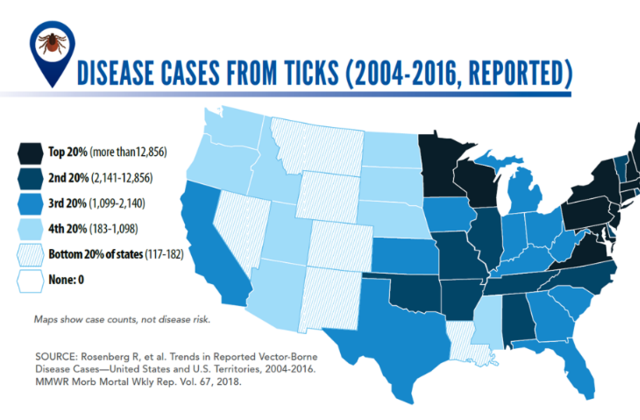 DISEASE CASES FROM TICKS (2004-2016, REPORTED)
Top 20% (more than12,856)
2nd 20% (2,141-12,856)
3rd 20% (1,099-2,140)
4th 20% (183-1,098)
Bottom 20% of states (117-182)
None: 0
Maps show case counts, not disease risk.
SOURCE: Rosenberg R, et al. Trends in Reported Vector-Borne
Disease Cases—United States and U.S. Territories, 2004-2016.
MMWR Morb Mortal Wkly Rep. Vol. 67, 2018.